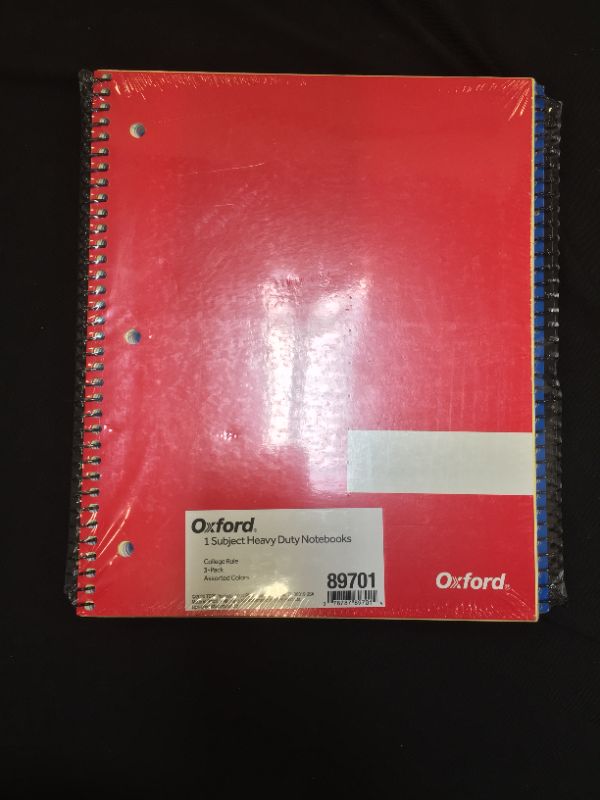 Oxford®
1 Subject Heavy Duty Notebooks
College Rule
3-Pack
Assorted Colors
89701
Oxford®